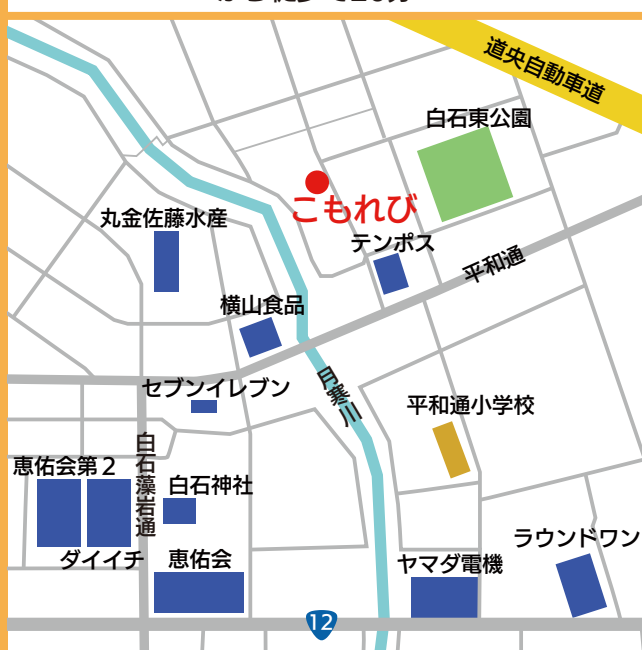 道央自動車道
白石東公園
こもれび
丸金佐藤水産
テンポス
平和通
横山食品
月寒川
セブンイレブン
平和通小学校
白石藻岩通
恵佑会第2
白石神社
ラウンドワン
ダイイチ
恵佑会
ヤマダ電機
12